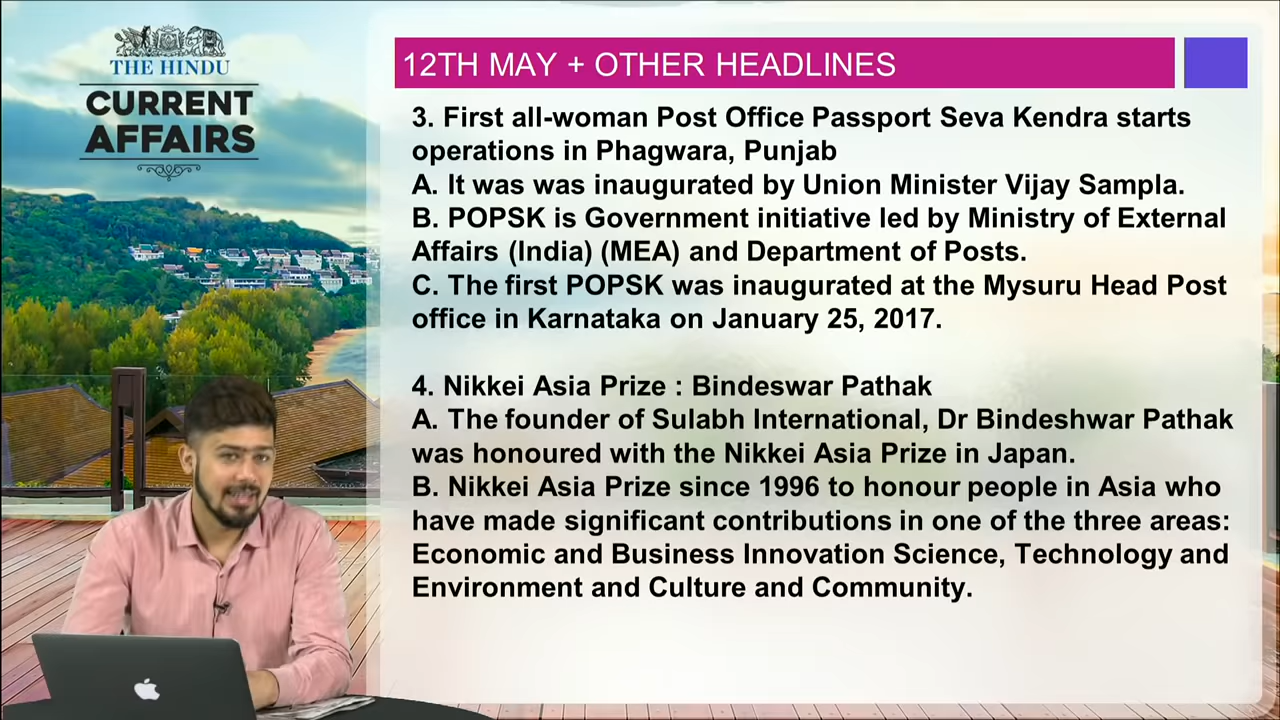 THE HINDU
CURRENT
AFFAIRS
12TH MAY + OTHER HEADLINES
3. First all-woman Post Office Passport Seva Kendra starts
operations in Phagwara, Punjab
A. It was was inaugurated by Union Minister Vijay Sampla.
B. POPSK is Government initiative led by Ministry of External
Affairs (India) (MEA) and Department of Posts.
C. The first POPSK was inaugurated at the Mysuru Head Post
office in Karnataka on January 25, 2017.
4. Nikkei Asia Prize : Bindeswar Pathak
A. The founder of Sulabh International, Dr Bindeshwar Pathak
was honoured with the Nikkei Asia Prize in Japan.
B. Nikkei Asia Prize since 1996 to honour people in Asia who
have made significant contributions in one of the three areas:
Economic and Business Innovation Science, Technology and
Environment and Culture and Community.